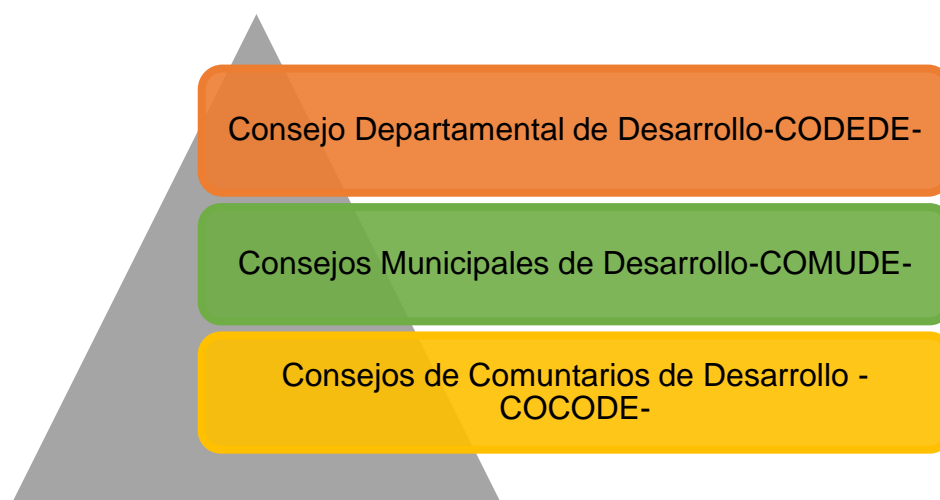 Consejo Departamental de Desarrollo-CODEDE-
Consejos Municipales de Desarrollo-COMUDE-
Consejos de Comuntarios de Desarrollo -
COCODE-